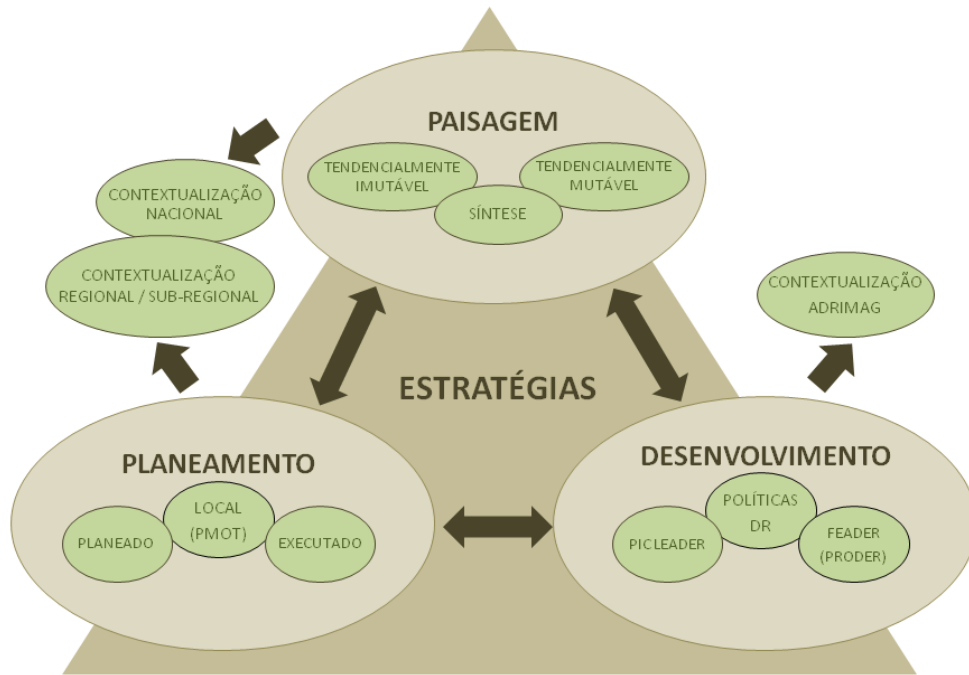 PAISAGEM
TENDENCIALMENTE
IMUTÁVEL
TENDENCIALMENTE
MUTÁVEL
SÍNTESE
CONTEXTUALIZAÇÃO
NACIONAL
CONTEXTUALIZAÇÃO
REGIONAL / SUB-REGIONAL
CONTEXTUALIZAÇÃO
ADRIMAG
ESTRATÉGIAS
PLANEAMENTO
LOCAL
(PMOT)
PLANEADO
EXECUTADO
DESENVOLVIMENTO
POLÍTICAS
DR
PIC LEADER
FEADER
(PRODER)